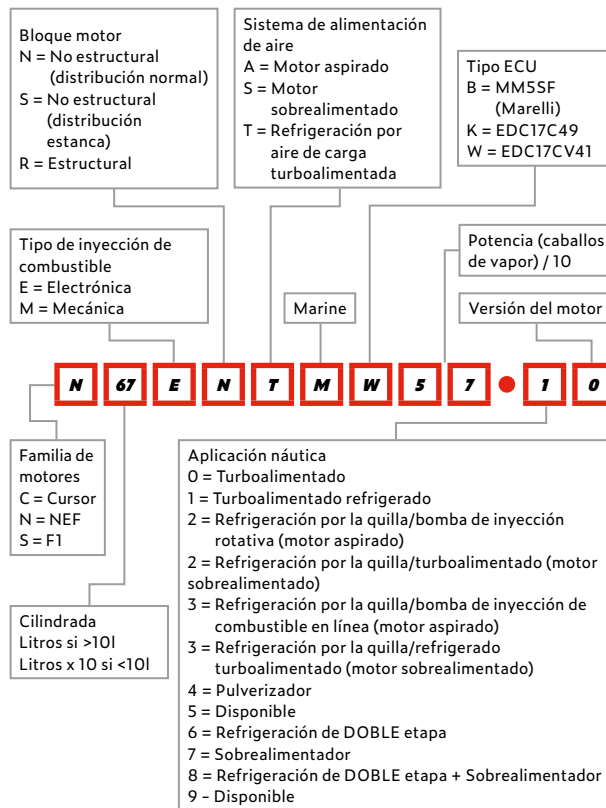 Bloque motor
N = No estructural
(distribución normal)
S = No estructural
(distribución
estanca)
R = Estructural
Sistema de alimentación
de aire
A = Motor aspirado
S = Motor
sobrealimentado
T = Refrigeración por
aire de carga
turboalimentada
Tipo ECU
B = MM5SF
(Marelli)
K = EDC17C49
W = EDC17CV41
Tipo de inyección de
combustible
E = Electrónica
M = Mecánica
Marine
Potencia (caballos
de vapor) / 10
Versión del motor
N 67 E N T M W 5 7 • 1 0
Familia de
motores
C = Cursor
N = NEF
S = F1
Cilindrada
Litros si >10l
Litros x 10 si <10l
Aplicación náutica
0 = Turboalimentado
1 = Turboalimentado refrigerado
2 = Refrigeración por la quilla/bomba de inyección
rotativa (motor aspirado)
2 = Refrigeración por la quilla/turboalimentado (motor
sobrealimentado)
3 = Refrigeración por la quilla/bomba de inyección de
combustible en línea (motor aspirado)
3 = Refrigeración por la quilla/refrigerado
turboalimentado (motor sobrealimentado)
4 = Pulverizador
5 = Disponible
6 = Refrigeración de DOBLE etapa
7 = Sobrealimentador
8 = Refrigeración de DOBLE etapa + Sobrealimentador
9 - Disponible